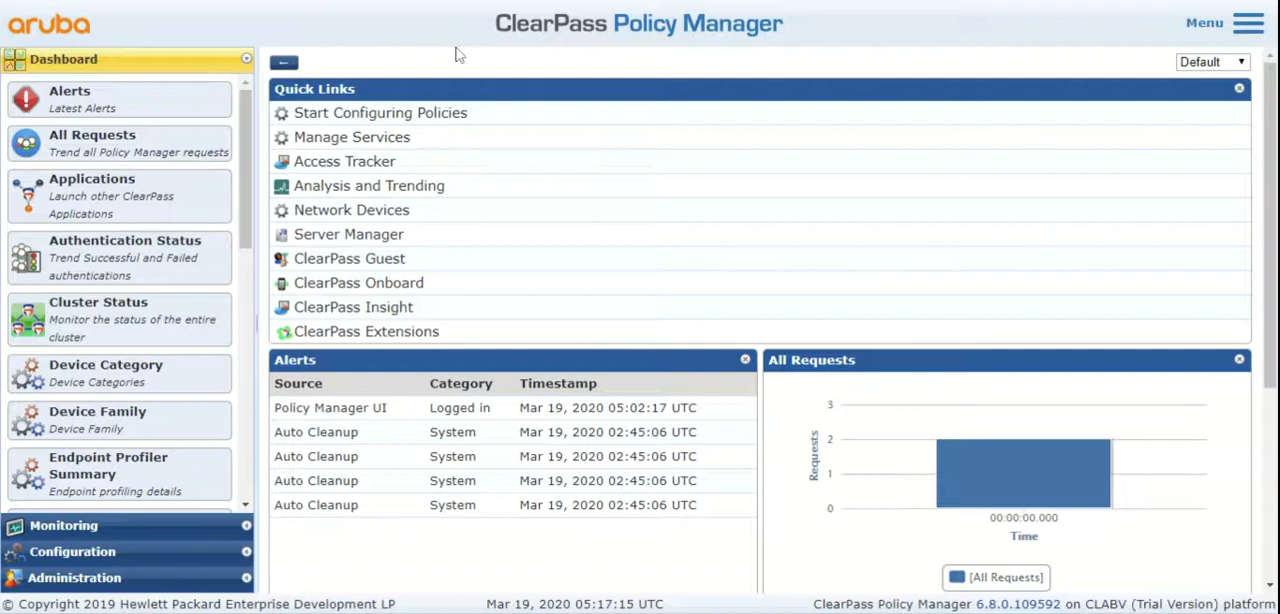 aruba
ClearPass Policy Manager
Menu
Dashboard
Default
Alerts
Latest Alerts
All Requests
Trend all Policy Manager requests
Applications
Launch other ClearPass
Applications
Authentication Status
Trend Successful and Failed
authentications
Cluster Status
Monitor the status of the entire
cluster
Device Category
Device Categories
Device Family
Device Family
Endpoint Profiler
Summary
Endpoint profiling details
Monitoring
Configuration
Administration
Quick Links
Start Configuring Policies
Manage Services
Access Tracker
Analysis and Trending
Network Devices
Server Manager
ClearPass Guest
ClearPass Onboard
ClearPass Insight
ClearPass Extensions
Alerts
Source Category Timestamp
Policy Manager UI Logged in Mar 19, 2020 05:02:17 UTC
Auto Cleanup System Mar 19, 2020 02:45:06 UTC
Auto Cleanup System Mar 19, 2020 02:45:06 UTC
Auto Cleanup System Mar 19, 2020 02:45:06 UTC
Auto Cleanup System Mar 19, 2020 02:45:06 UTC
All Requests
Requests
3
2
1
0
00:00:00.000
Time
[All Requests]
© Copyright 2019 Hewlett Packard Enterprise Development LP Mar 19, 2020 05:17:15 UTC ClearPass Policy Manager 6.8.0.109592 on CLABV (Trial Version) platform